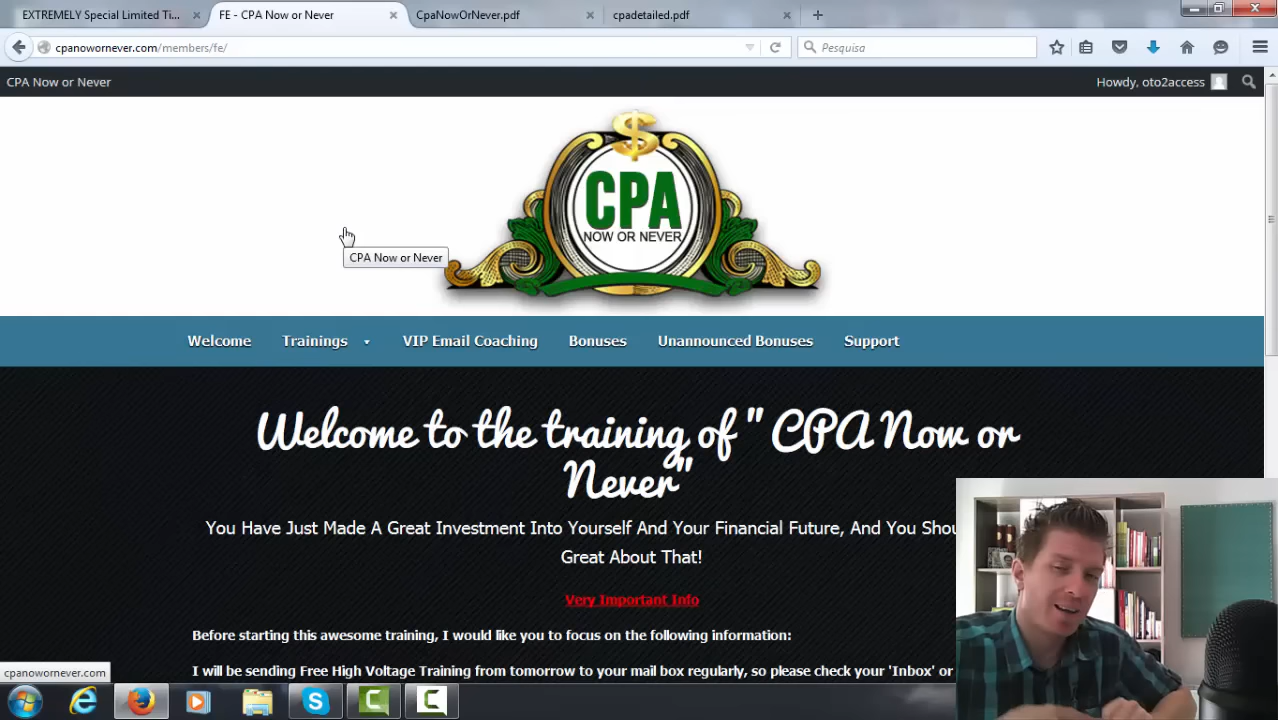 EXTREMELY Special Limited Ti...
FE - CPA Now or Never
CpaNowOrNever.pdf
cpadetailed.pdf
cpanowornever.com/members/fe/
Pesquisa
CPA Now or Never
Howdy, oto2access
$
CPA
NOW OR NEVER
CPA Now or Never
Welcome
Trainings
VIP Email Coaching
Bonuses
Unannounced Bonuses
Support
Welcome to the training of " CPA Now or
Never"
You Have Just Made A Great Investment Into Yourself And Your Financial Future, And You Shou
Great About That!
Very Important Info
Before starting this awesome training, I would like you to focus on the following information:
I will be sending Free High Voltage Training from tomorrow to your mail box regularly, so please check your 'Inbox' or
cpanowornever.com